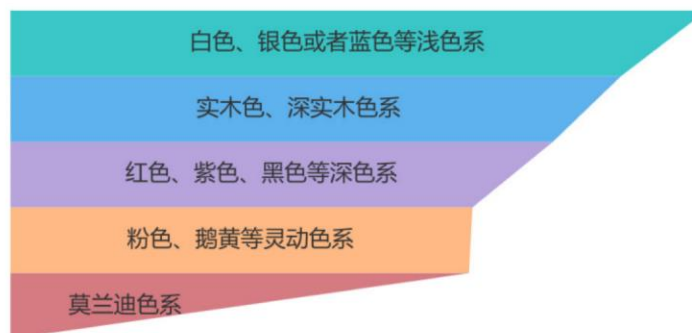 白色、银色或者蓝色等浅色系
实木色、深实木色系
红色、紫色、黑色等深色系
粉色、鹅黄等灵动色系
莫兰迪色系